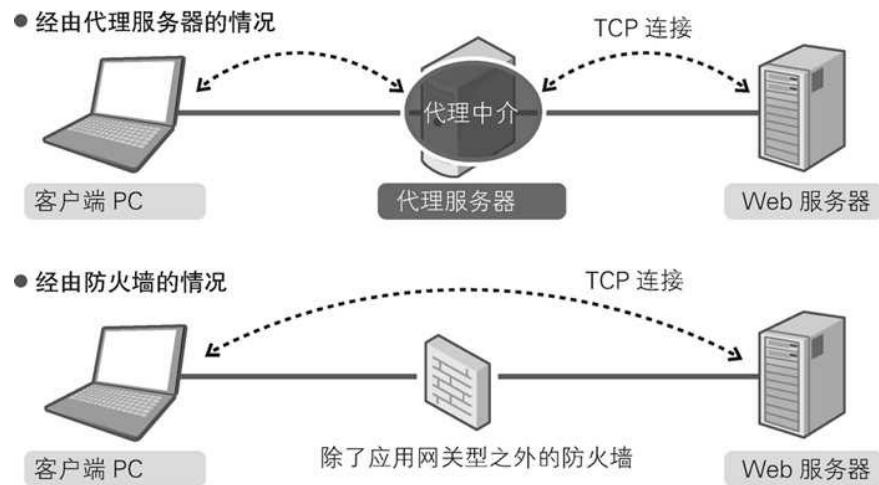 ● 经由代理服务器的情况
TCP 连接
代理中介
客户端 PC
代理服务器
Web 服务器
● 经由防火墙的情况
TCP 连接
除了应用网关型之外的防火墙
客户端 PC
Web 服务器